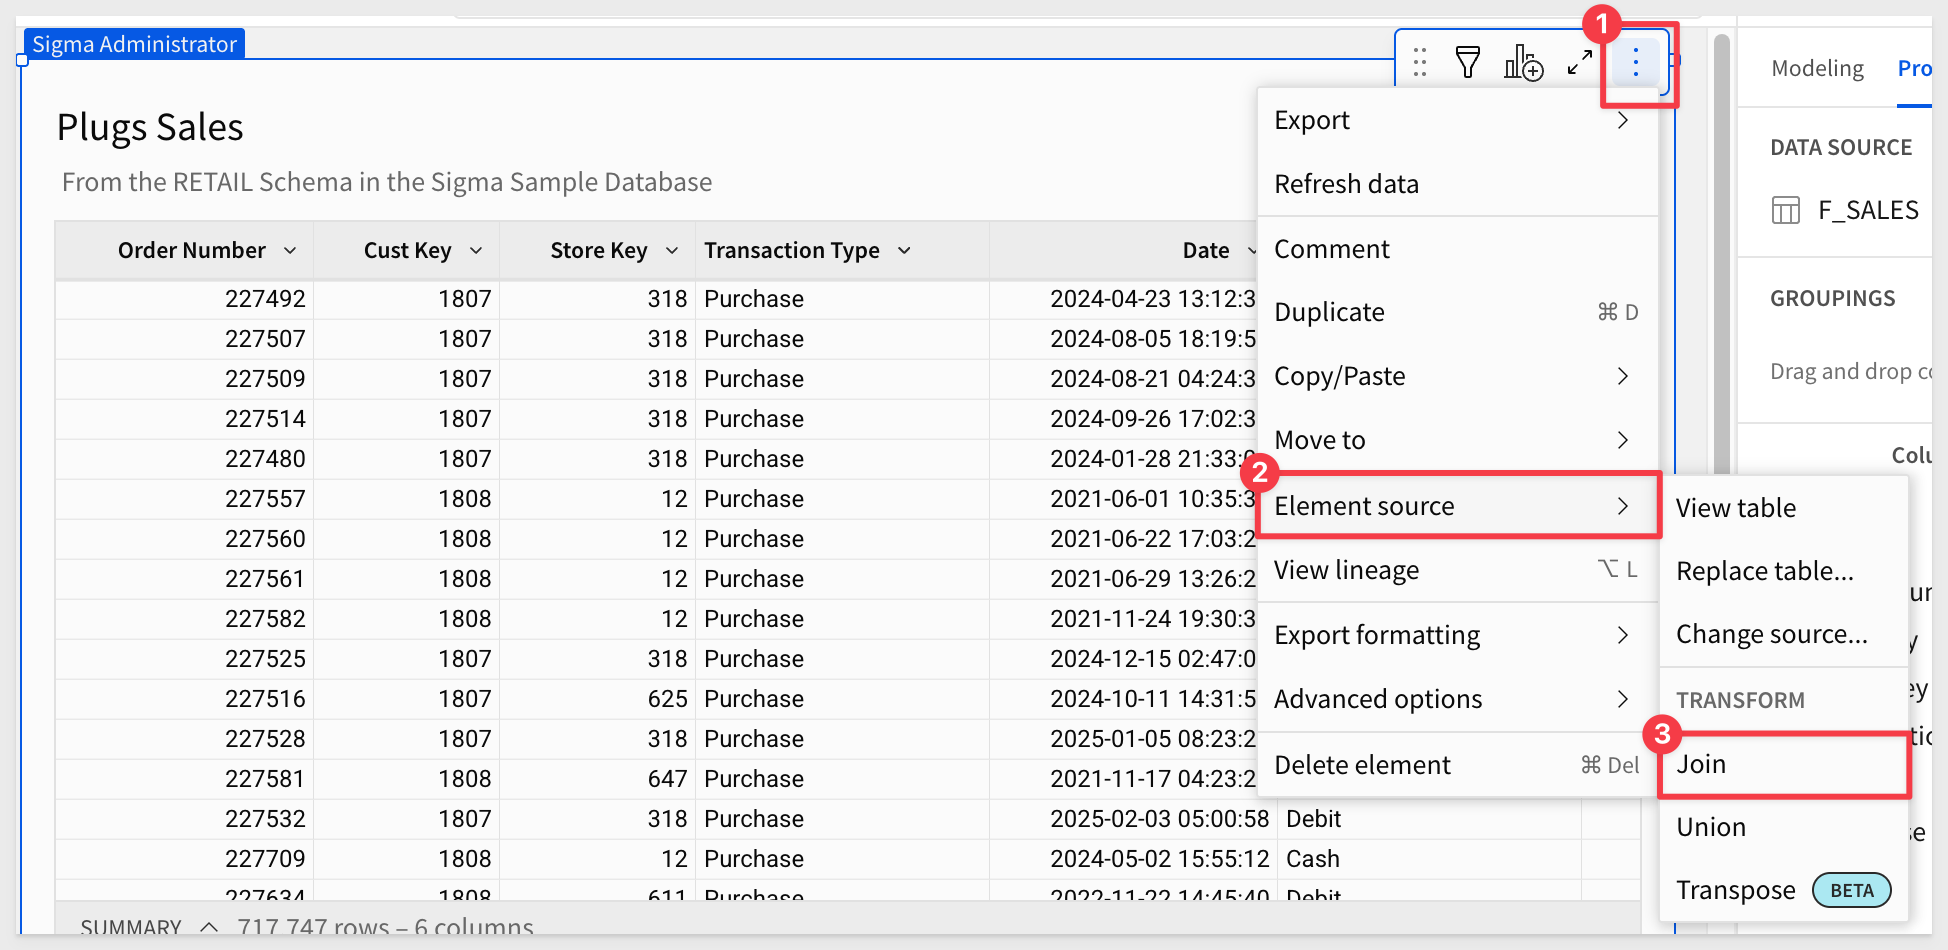 Sigma Administrator
1
Modeling
Pro
Plugs Sales
From the RETAIL Schema in the Sigma Sample Database
Order Number Cust Key Store Key Transaction Type Date
227492 1807 318 Purchase 2024-04-23 13:12:3
227507 1807 318 Purchase 2024-08-05 18:19:5
227509 1807 318 Purchase 2024-08-21 04:24:3
227514 1807 318 Purchase 2024-09-26 17:02:3
227480 1807 318 Purchase 2024-01-28 21:33:0
227557 1808 12 Purchase 2021-06-01 10:35:3
227560 1808 12 Purchase 2021-06-22 17:03:2
227561 1808 12 Purchase 2021-06-29 13:26:2
227582 1808 12 Purchase 2021-11-24 19:30:3
227525 1807 318 Purchase 2024-12-15 02:47:0
227516 1807 625 Purchase 2024-10-11 14:31:5
227528 1807 318 Purchase 2025-01-05 08:23:2
227581 1808 647 Purchase 2021-11-17 04:23:2
227532 1807 318 Purchase 2025-02-03 05:00:58 Debit
227709 1808 12 Purchase 2024-05-02 15:55:12 Cash
227634 1808 611 Purchase 2022-11-22 14:45:40 Debit
SUMMARY 717,747 rows – 6 columns
Export
Refresh data
Comment
Duplicate ⌘ D
Copy/Paste
Move to
2
Element source
View lineage ⌥ L
Export formatting
Advanced options
Delete element ⌘ Del
View table
Replace table...
Change source...
TRANSFORM
3
Join
Union
Transpose BETA
DATA SOURCE
F_SALES
GROUPINGS
Drag and drop co
Colu